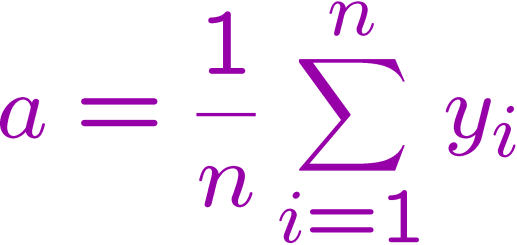 a = \frac{1}{n} \sum_{i=1}^{n} y_i